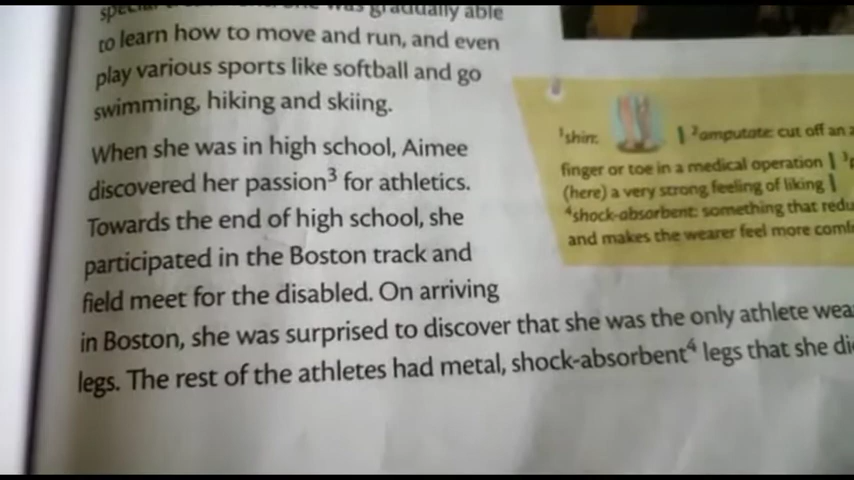 was gradually able
to learn how to move and run, and even
play various sports like softball and go
swimming, hiking and skiing.
When she was in high school, Aimee
discovered her passion³ for athletics.
Towards the end of high school, she
participated in the Boston track and
field meet for the disabled. On arriving
in Boston, she was surprised to discover that she was the only athlete
legs. The rest of the athletes had metal, shock-absorbent⁴ legs that she
¹shin: | ²amputate: cut off an
finger or toe in a medical operation | ³
(here) a very strong feeling of liking |
⁴shock-absorbent: something that
and makes the wearer feel more